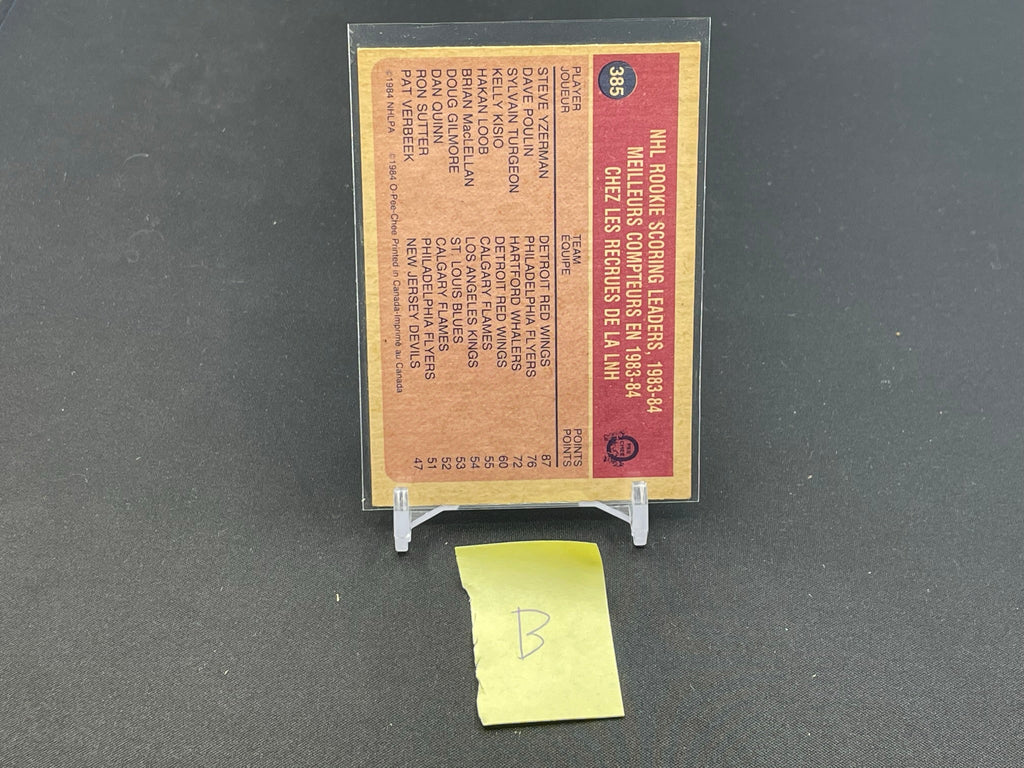 385
NHL ROOKIE SCORING LEADERS, 1983-84
MEILLEURS COMPTEURS EN 1983-84
CHEZ LES RECRUES DE LA LNH
O PEE CHEE
PLAYER TEAM POINTS
JOUEUR ÉQUIPE POINTS
STEVE YZERMAN DETROIT RED WINGS 87
DAVE POULIN PHILADELPHIA FLYERS 76
SYLVAN TURGEON HARTFORD WHALERS 72
KELLY KISIO DETROIT RED WINGS 60
HAKAN LOOB CALGARY FLAMES 55
BRIAN MacLELLAN LOS ANGELES KINGS 54
DOUG GILMORE ST. LOUIS BLUES 53
DAN QUINN CALGARY FLAMES 52
RON SUTTER PHILADELPHIA FLYERS 51
PAT VERBEEK NEW JERSEY DEVILS 47
©1984 NHLPA ©1984 O-Pee-Chee Printed in Canada-Imprimé au Canada
B